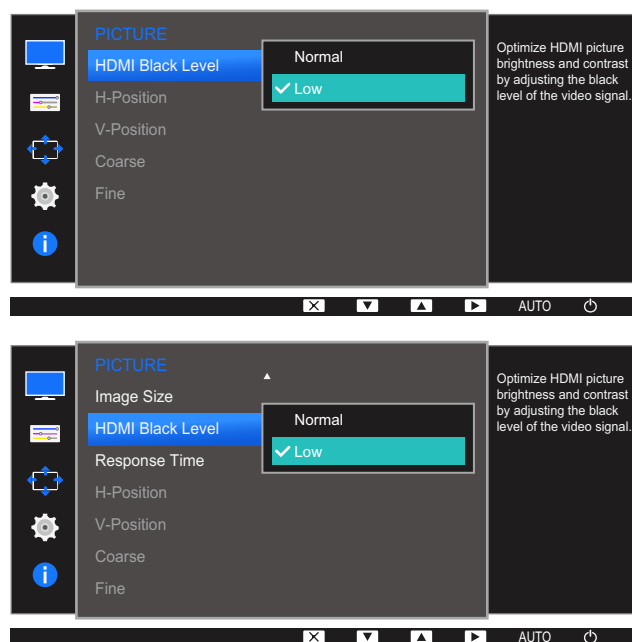 PICTURE
HDMI Black Level
H-Position
V-Position
Coarse
Fine
Normal
Low
Optimize HDMI picture
brightness and contrast
by adjusting the black
level of the video signal.
AUTO
PICTURE
Image Size
HDMI Black Level
Response Time
H-Position
V-Position
Coarse
Fine
Normal
Low
Optimize HDMI picture
brightness and contrast
by adjusting the black
level of the video signal.
AUTO